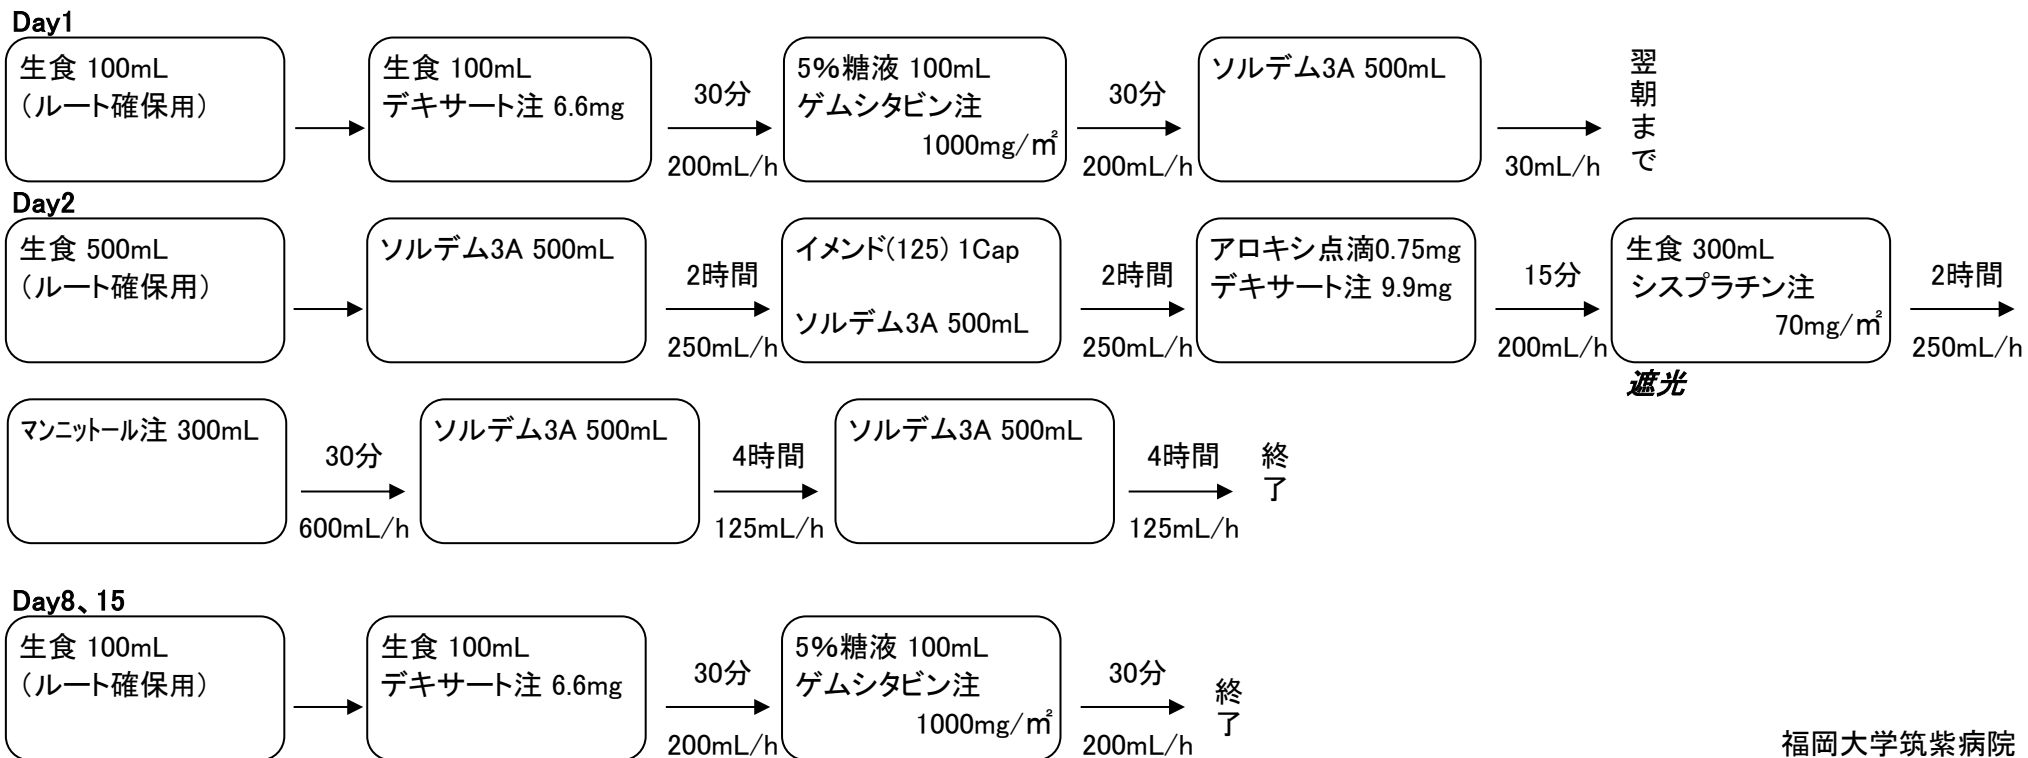 Day1
生食 100mL
（ルート確保用）
生食 100mL
デキサート注 6.6mg
30分
200mL/h
5%糖液 100mL
ゲムシタビン注
1000mg/㎡
30分
200mL/h
ソルデム3A 500mL
30mL/h
翌朝まで
Day2
生食 500mL
（ルート確保用）
ソルデム3A 500mL
2時間
250mL/h
イメンド(125) 1Cap
ソルデム3A 500mL
2時間
250mL/h
アロキシ点滴0.75mg
デキサート注 9.9mg
15分
200mL/h
生食 300mL
シスプラチン注
70mg/㎡
遮光
2時間
250mL/h
マンニットール注 300mL
30分
600mL/h
ソルデム3A 500mL
4時間
125mL/h
ソルデム3A 500mL
4時間
125mL/h
終了
Day8、15
生食 100mL
（ルート確保用）
生食 100mL
デキサート注 6.6mg
30分
200mL/h
5%糖液 100mL
ゲムシタビン注
1000mg/㎡
30分
200mL/h
終了
福岡大学筑紫病院